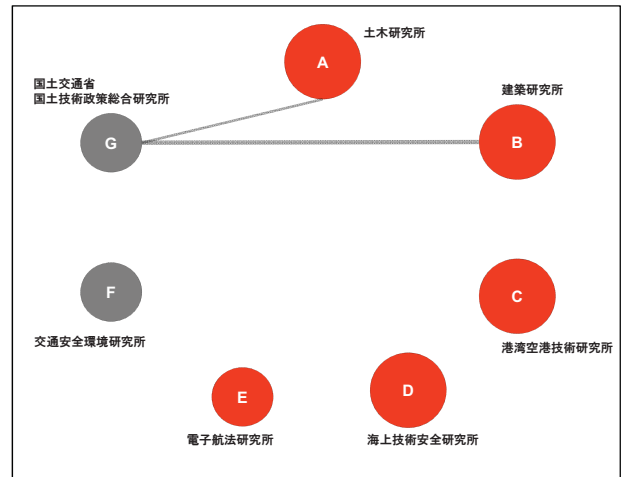 土木研究所
A
国土交通省
国土技術政策総合研究所
建築研究所
G
B
F
C
交通安全環境研究所
港湾空港技術研究所
E
D
電子航法研究所
海上技術安全研究所